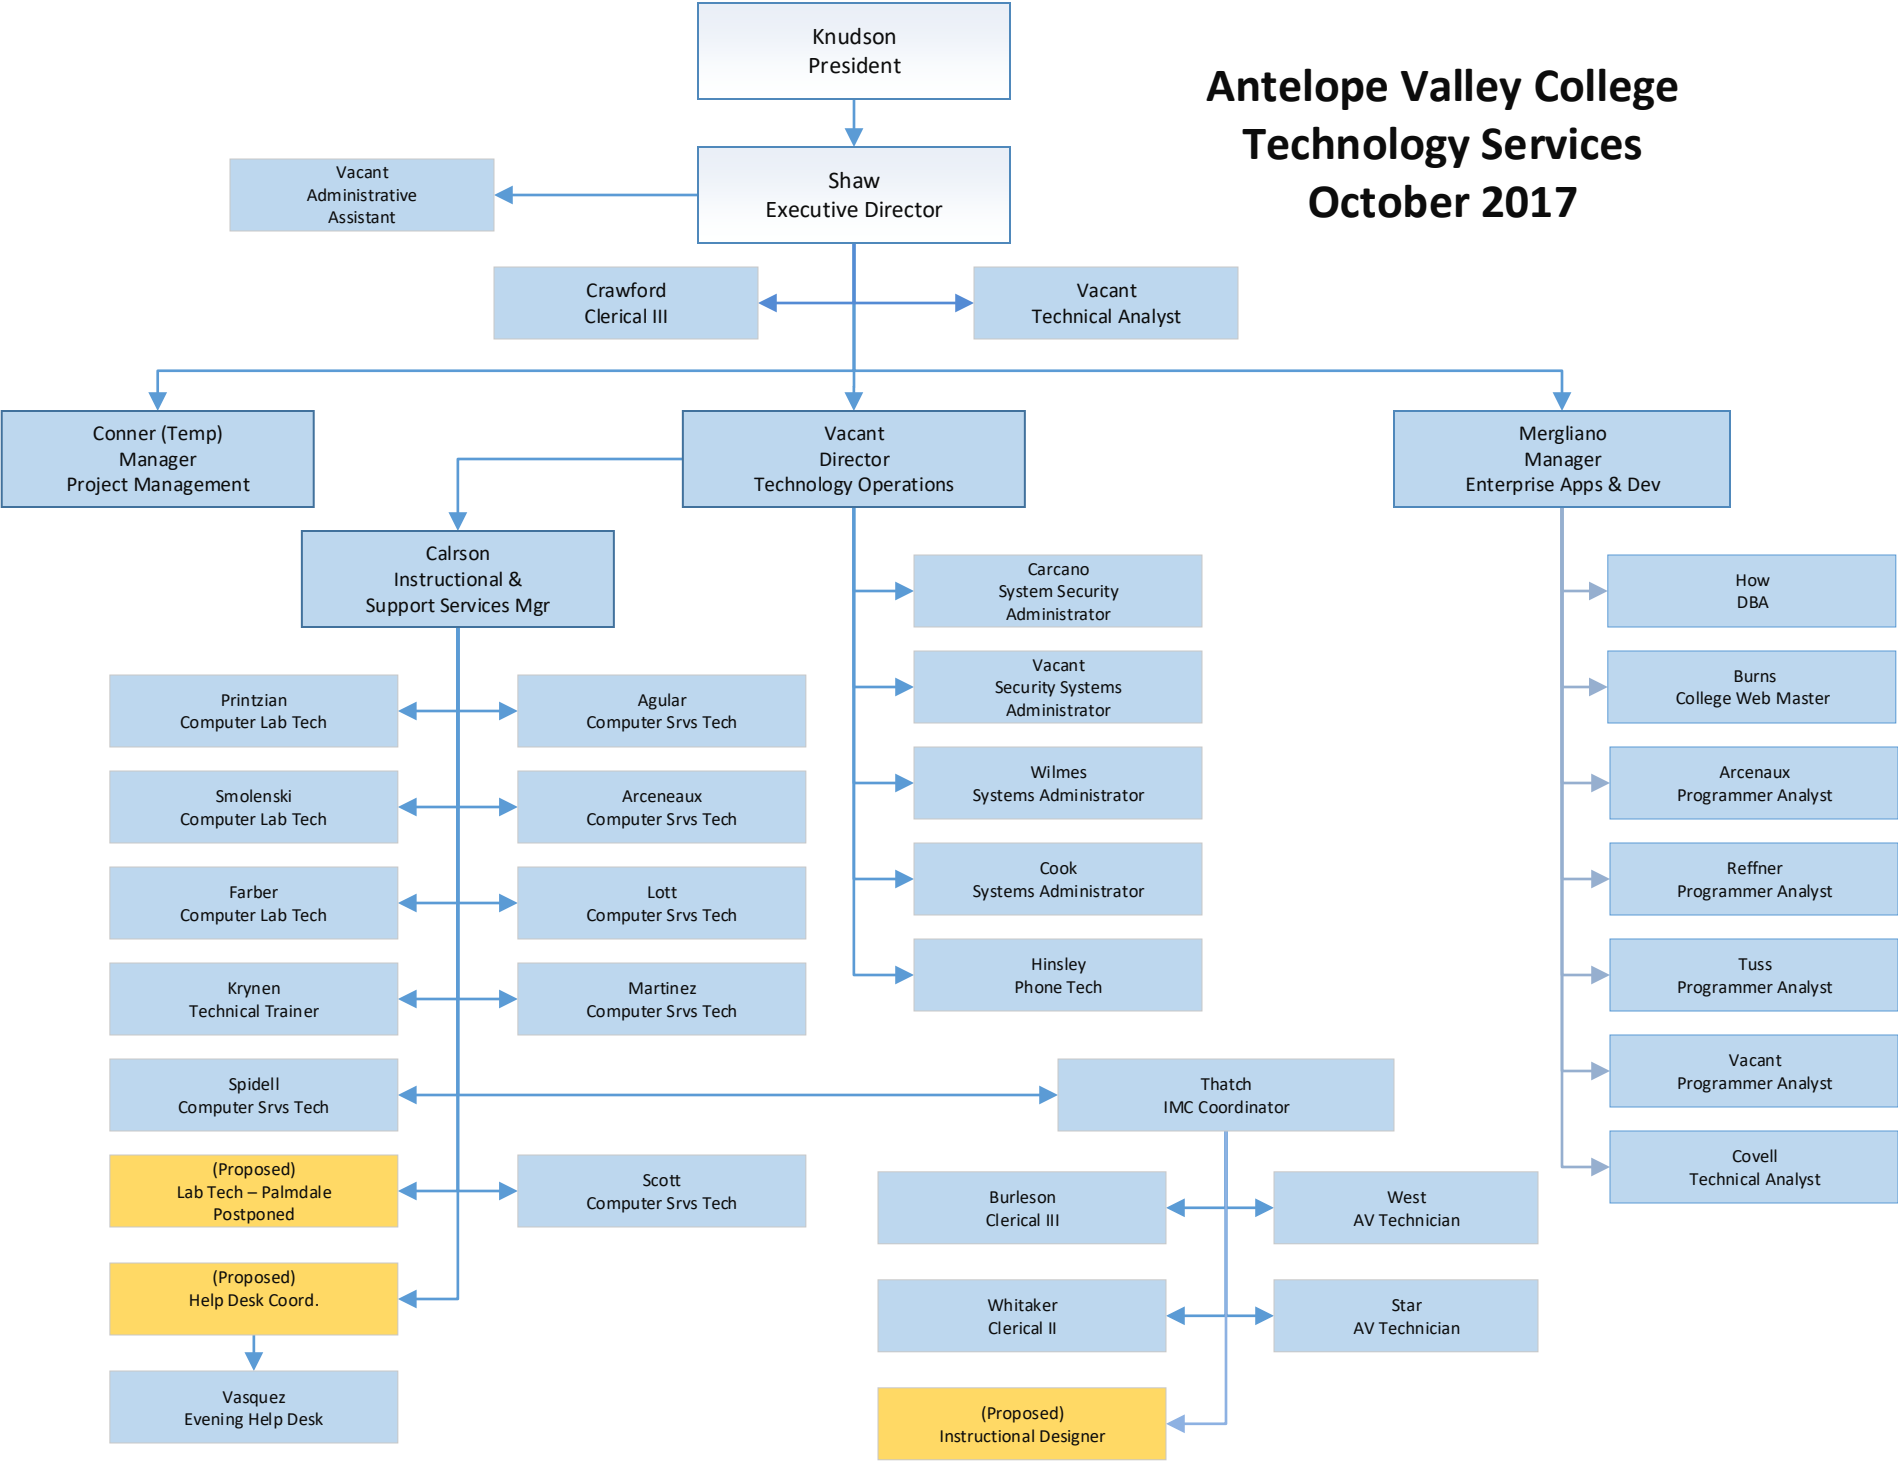 Knudson
President
Antelope Valley College
Technology Services
October 2017
Vacant
Administrative
Assistant
Shaw
Executive Director
Crawford
Clerical III
Vacant
Technical Analyst
Conner (Temp)
Manager
Project Management
Vacant
Director
Technology Operations
Mergliano
Manager
Enterprise Apps & Dev
Calrson
Instructional &
Support Services Mgr
Printzian
Computer Lab Tech
Agular
Computer Srvs Tech
Smolenski
Computer Lab Tech
Arceneaux
Computer Srvs Tech
Farber
Computer Lab Tech
Lott
Computer Srvs Tech
Krynen
Technical Trainer
Martinez
Computer Srvs Tech
Spidell
Computer Srvs Tech
(Proposed)
Lab Tech – Palmdale
Postponed
Scott
Computer Srvs Tech
(Proposed)
Help Desk Coord.
Vasquez
Evening Help Desk
Carcano
System Security
Administrator
Vacant
Security Systems
Administrator
Wilmes
Systems Administrator
Cook
Systems Administrator
Hinsley
Phone Tech
Thatch
IMC Coordinator
Burleson
Clerical III
West
AV Technician
Whitaker
Clerical II
Star
AV Technician
(Proposed)
Instructional Designer
How
DBA
Burns
College Web Master
Arcenaux
Programmer Analyst
Reffner
Programmer Analyst
Tuss
Programmer Analyst
Vacant
Programmer Analyst
Covell
Technical Analyst